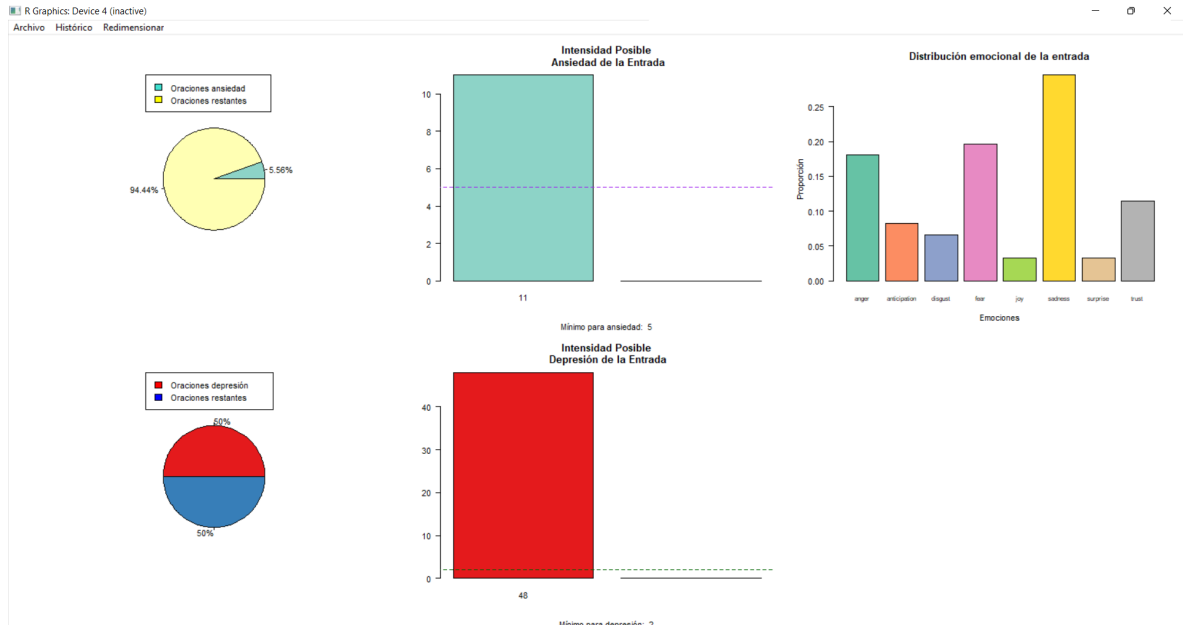 R Graphics: Device 4 (inactive)
Archivo Histórico Redimensionar
Oraciones ansiedad
Oraciones restantes
94.44%
5.56%
Intensidad Posible
Ansiedad de la Entrada
10
8
6
4
2
0
11
Mínimo para ansiedad: 5
Distribución emocional de la entrada
Proporción
0.25
0.20
0.15
0.10
0.05
0.00
anger anticipation disgust fear joy sadness surprise trust
Emociones
Oraciones depresión
Oraciones restantes
50%
50%
Intensidad Posible
Depresión de la Entrada
40
30
20
10
0
48
Mínimo para depresión: 2